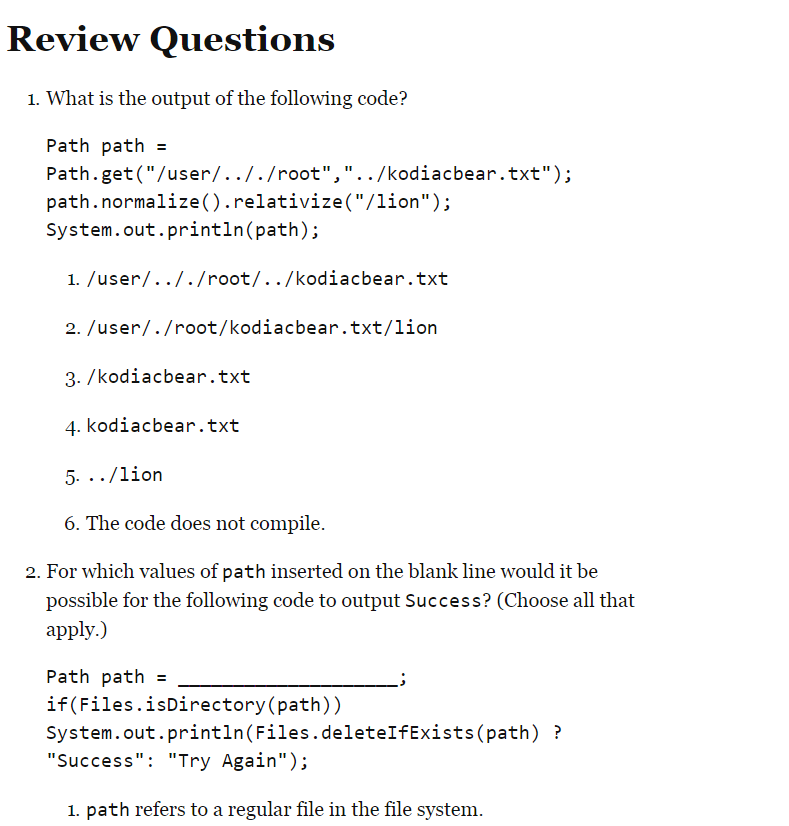 Review Questions
1. What is the output of the following code?
Path path =
Path.get("/user/.././root","../kodiacbear.txt");
path.normalize().relativize("/lion");
System.out.println(path);
1. /user/.././root/../kodiacbear.txt
2. /user/./root/kodiacbear.txt/lion
3. /kodiacbear.txt
4. kodiacbear.txt
5. ../lion
6. The code does not compile.
2. For which values of path inserted on the blank line would it be
possible for the following code to output Success? (Choose all that
apply.)
Path path = ____________________;
if(Files.isDirectory(path))
System.out.println(Files.deleteIfExists(path) ?
"Success": "Try Again");
1. path refers to a regular file in the file system.